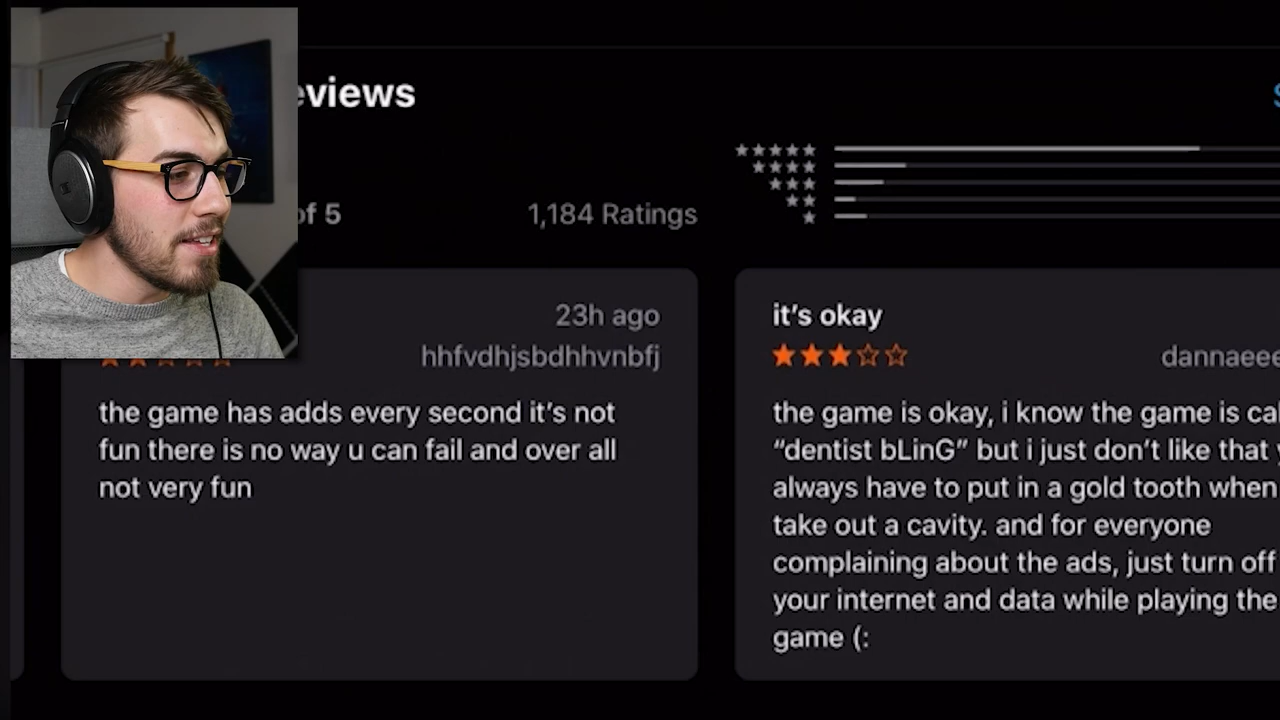 eviews
of 5
1,184 Ratings
23h ago
hhfvdhjsbdhhvnbfj
the game has adds every second it’s not
fun there is no way u can fail and over all
not very fun
it’s okay
dannaeee
the game is okay, i know the game is cal
“dentist bLinG” but i just don’t like that y
always have to put in a gold tooth when
take out a cavity. and for everyone
complaining about the ads, just turn off
your internet and data while playing the
game (: